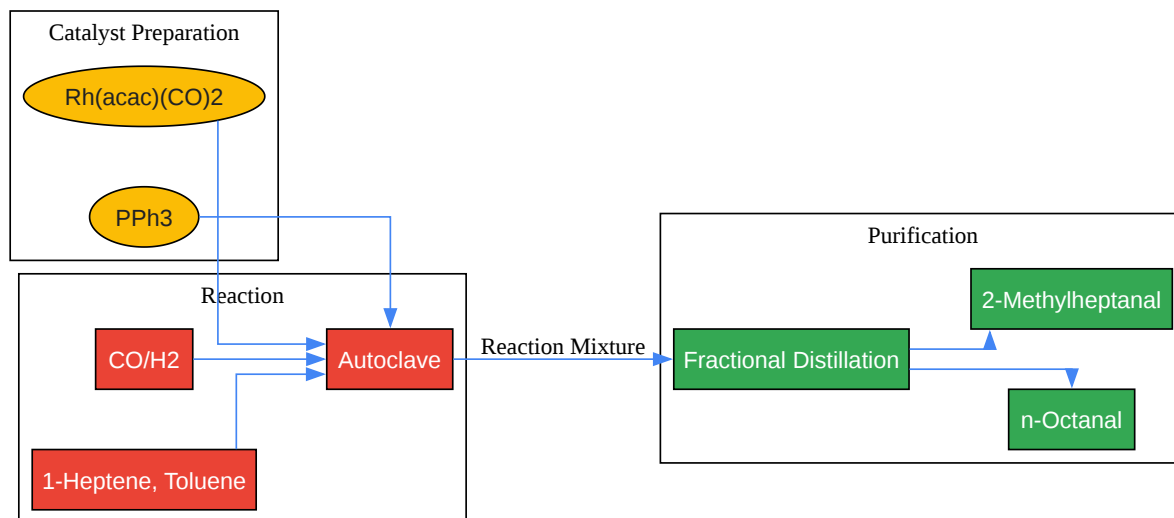 Catalyst Preparation
Rh(acac)(CO)2
PPh3
Reaction
CO/H2
Autoclave
1-Heptene, Toluene
Reaction Mixture
Purification
Fractional Distillation
2-Methylheptanal
n-Octanal